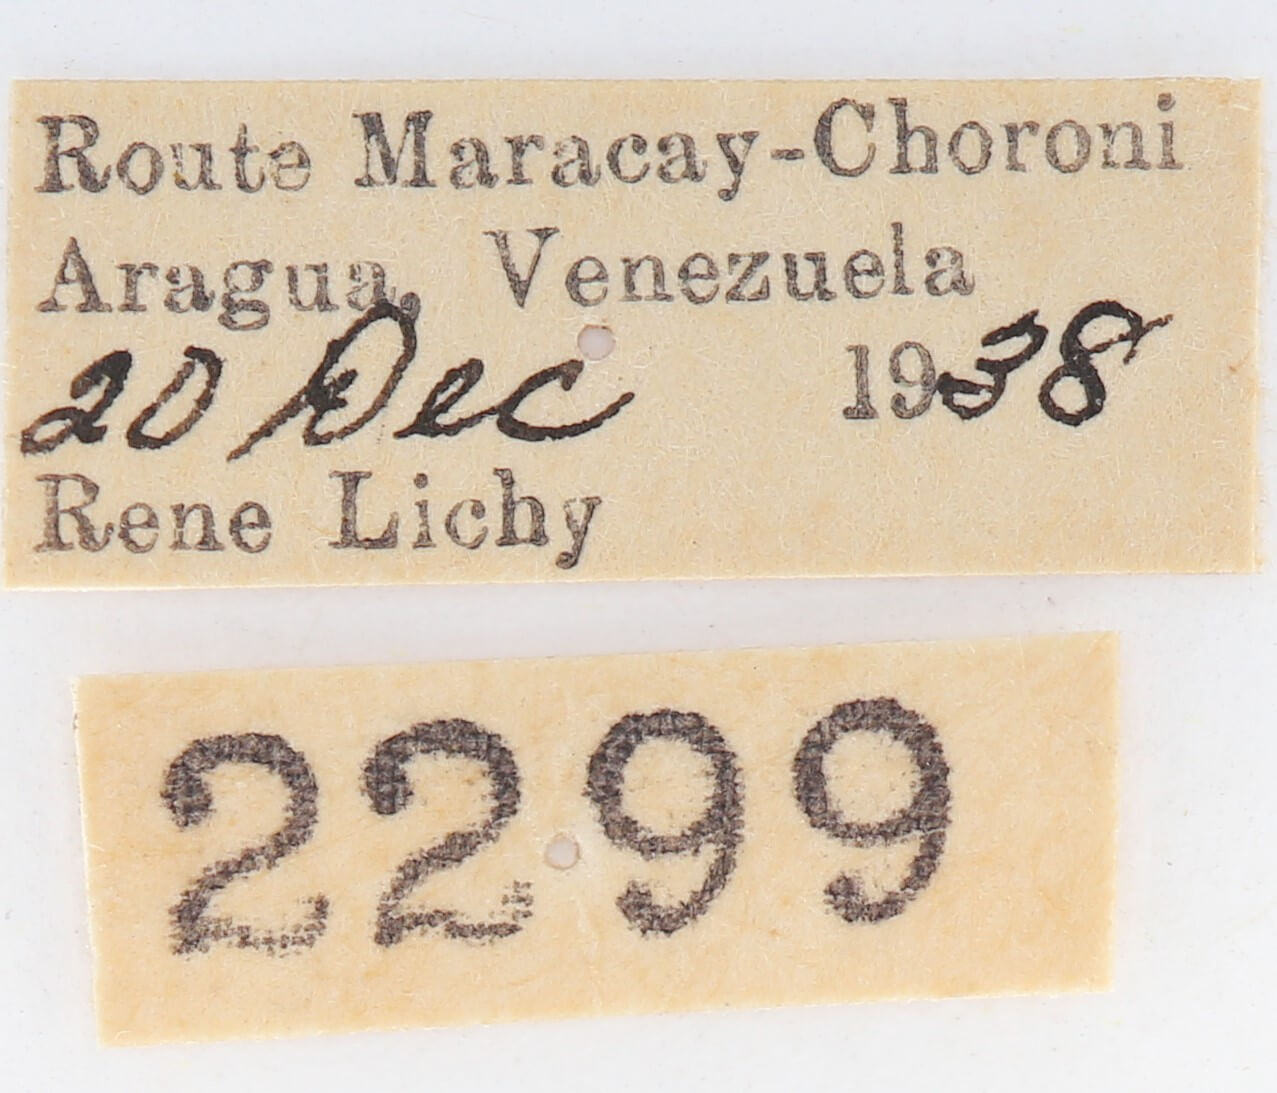 Route Maracay-Choroni
Aragua, Venezuela
20 Dec 1938
Rene Lichy
2299